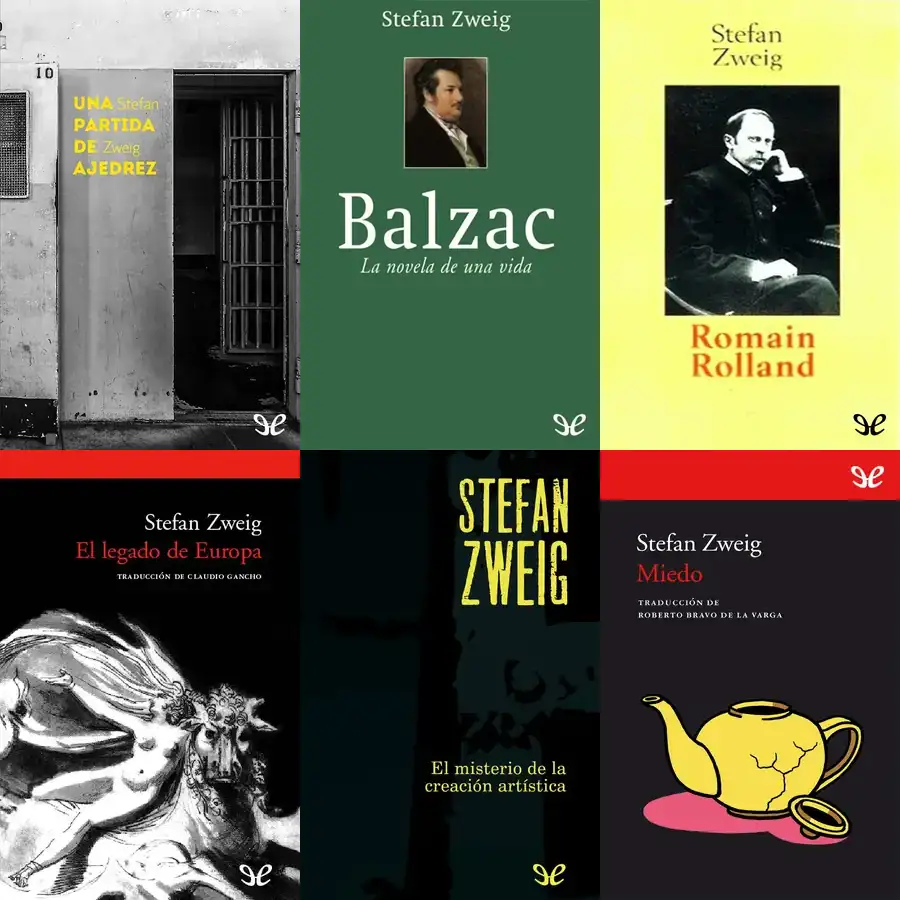 10
UNA Stefan
PARTIDA
DE Zweig
AJEDREZ
Stefan Zweig
Balzac
La novela de una vida
Stefan
Zweig
Romain
Rolland
Stefan Zweig
El legado de Europa
TRADUCCIÓN DE CLAUDIO GANCHO
STEFAN
ZWEIG
El misterio de la
creación artística
Stefan Zweig
Miedo
TRADUCCIÓN DE
ROBERTO BRAVO DE LA VARGA